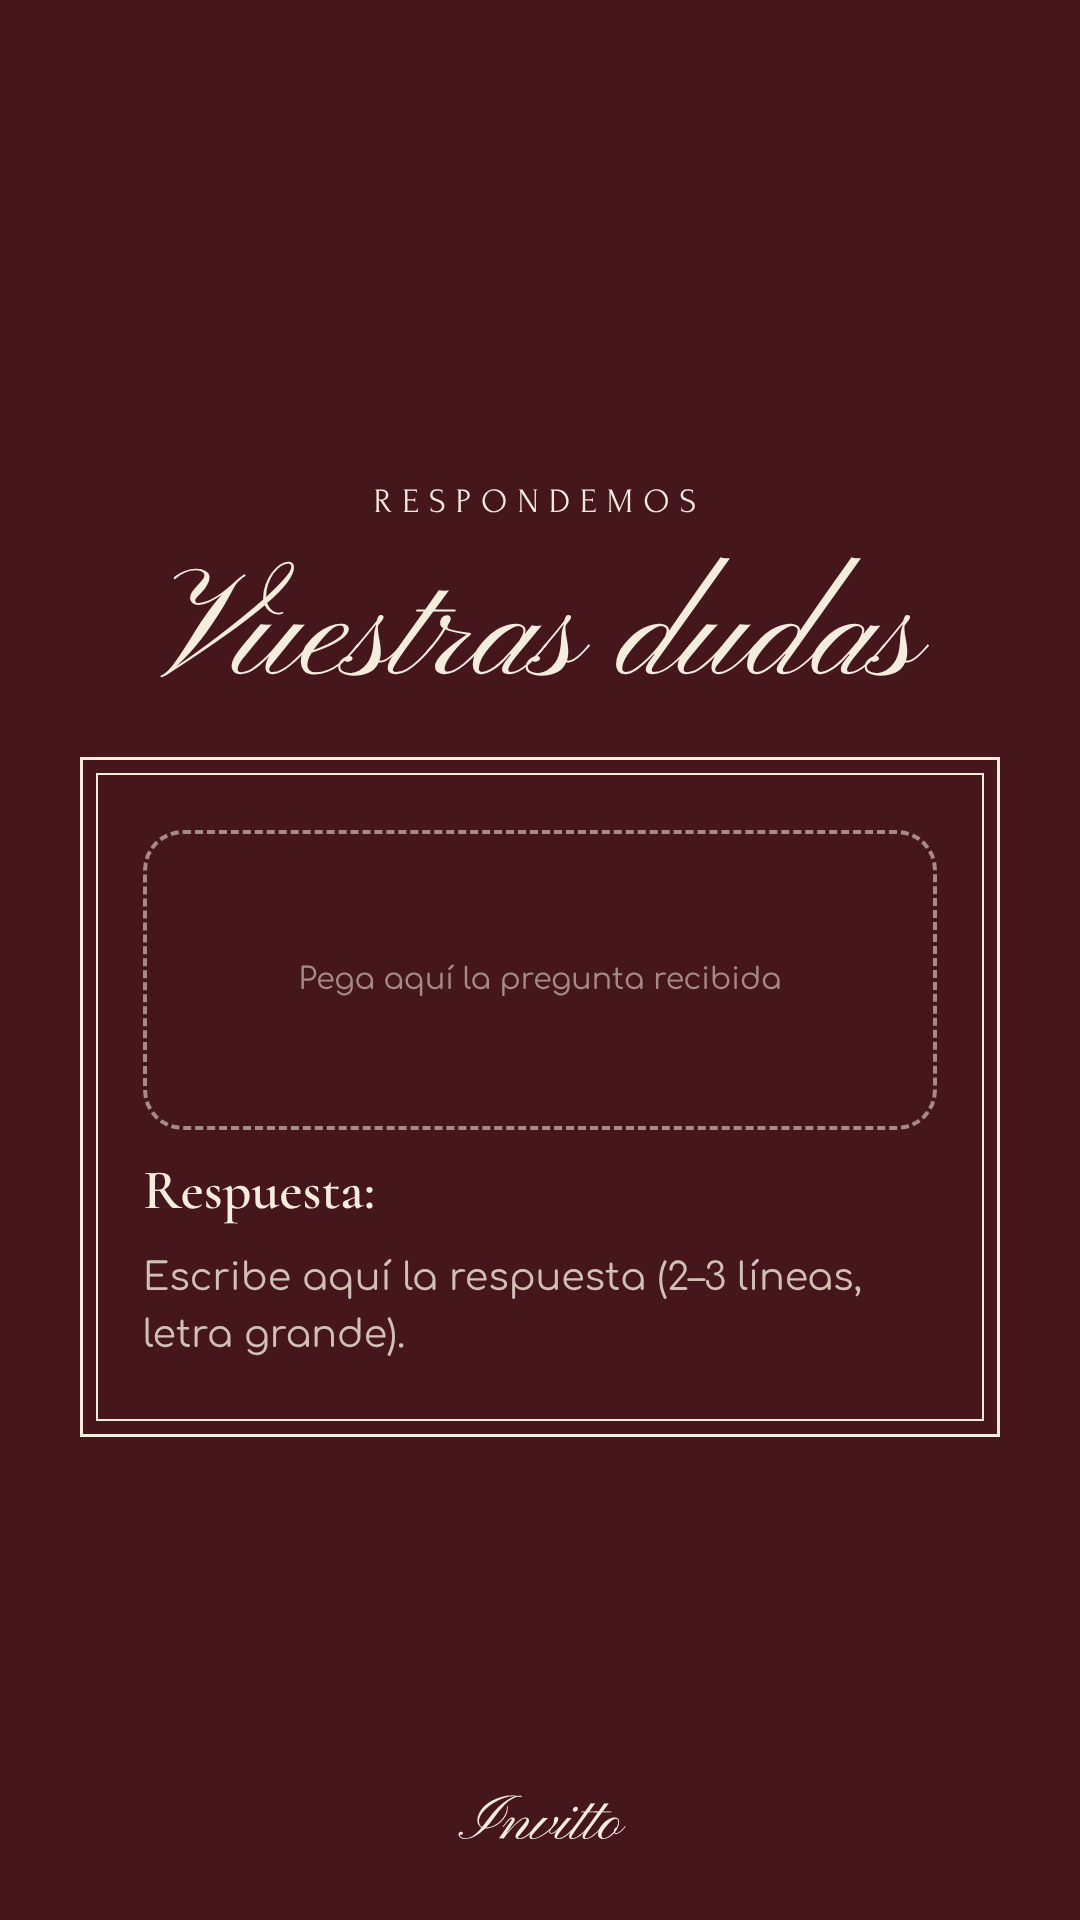 RESPONDEMOS
Vuestras dudas
Pega aquí la pregunta recibida
Respuesta:
Escribe aquí la respuesta (2–3 líneas,
letra grande).
Invitto